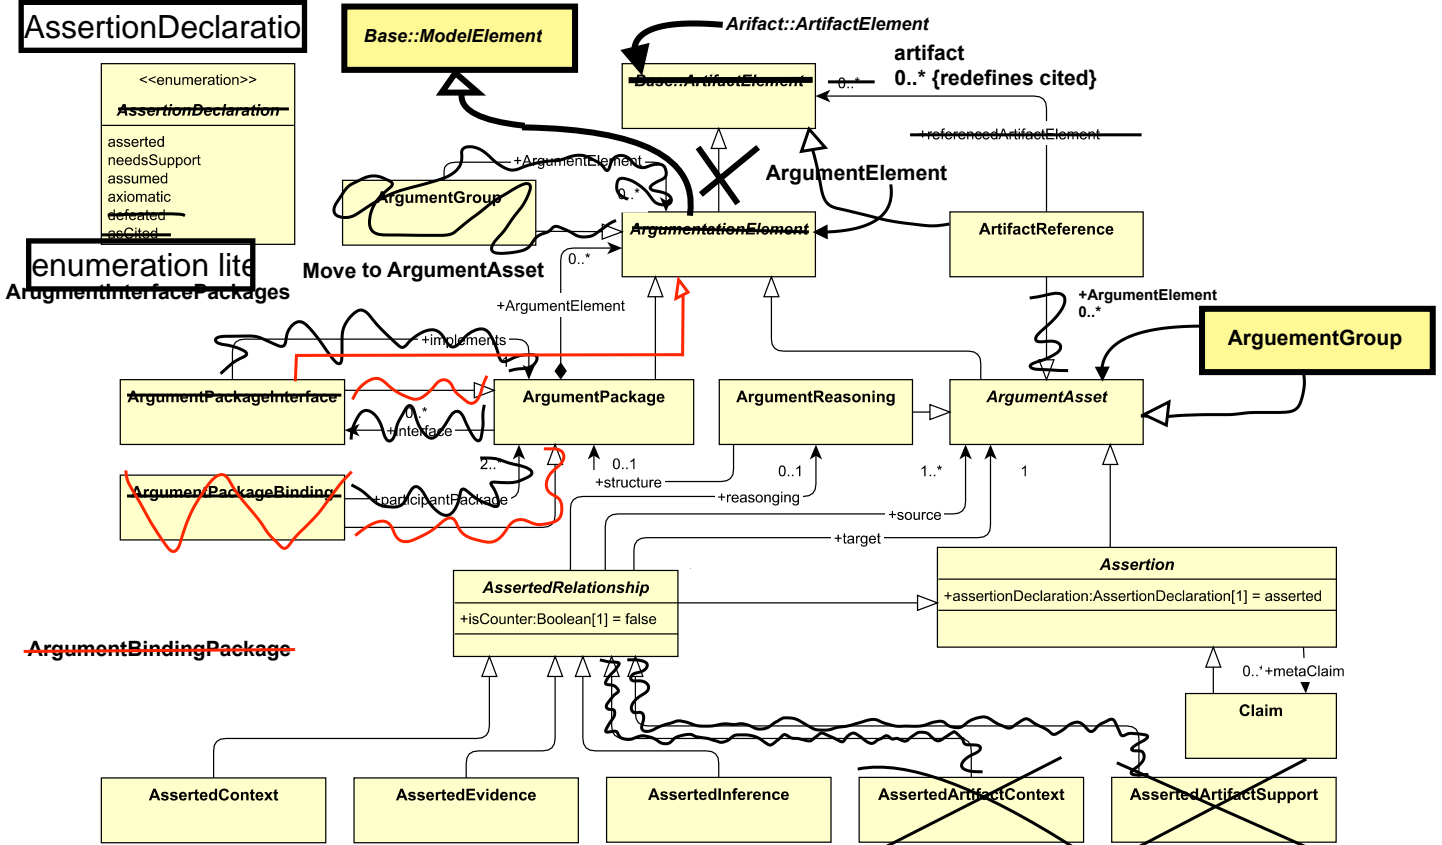 AssertionDeclaratio
Base::ModelElement
Arifact::ArtifactElement
artifact
0..* {redefines cited}
<<enumeration>>
AssertionDeclaration
asserted
needsSupport
assumed
axiomatic
defeated
asCited
enumeration lite
ArugmentInterfacePackages
Base::ArtifactElement
0..*
+referencedArtifactElement
+ArgumentElement
0..*
ArgumentElement
ArgumentGroup
ArgumentationElement
ArtifactReference
Move to ArgumentAsset
0..*
+ArgumentElement
+ArgumentElement
0..*
ArguementGroup
+implements
1
ArgumentPackageInterface
ArgumentPackage
ArgumentReasoning
ArgumentAsset
0..*
+interface
2..*
0..1
0..1
1..*
1
+structure
ArgumentPackageBinding
+participantPackage
+reasonging
+source
+target
AssertedRelationship
+isCounter:Boolean[1] = false
Assertion
+assertionDeclaration:AssertionDeclaration[1] = asserted
ArgumentBindingPackage
0..*
+metaClaim
Claim
AssertedContext
AssertedEvidence
AssertedInference
AssertedArtifactContext
AssertedArtifactSupport